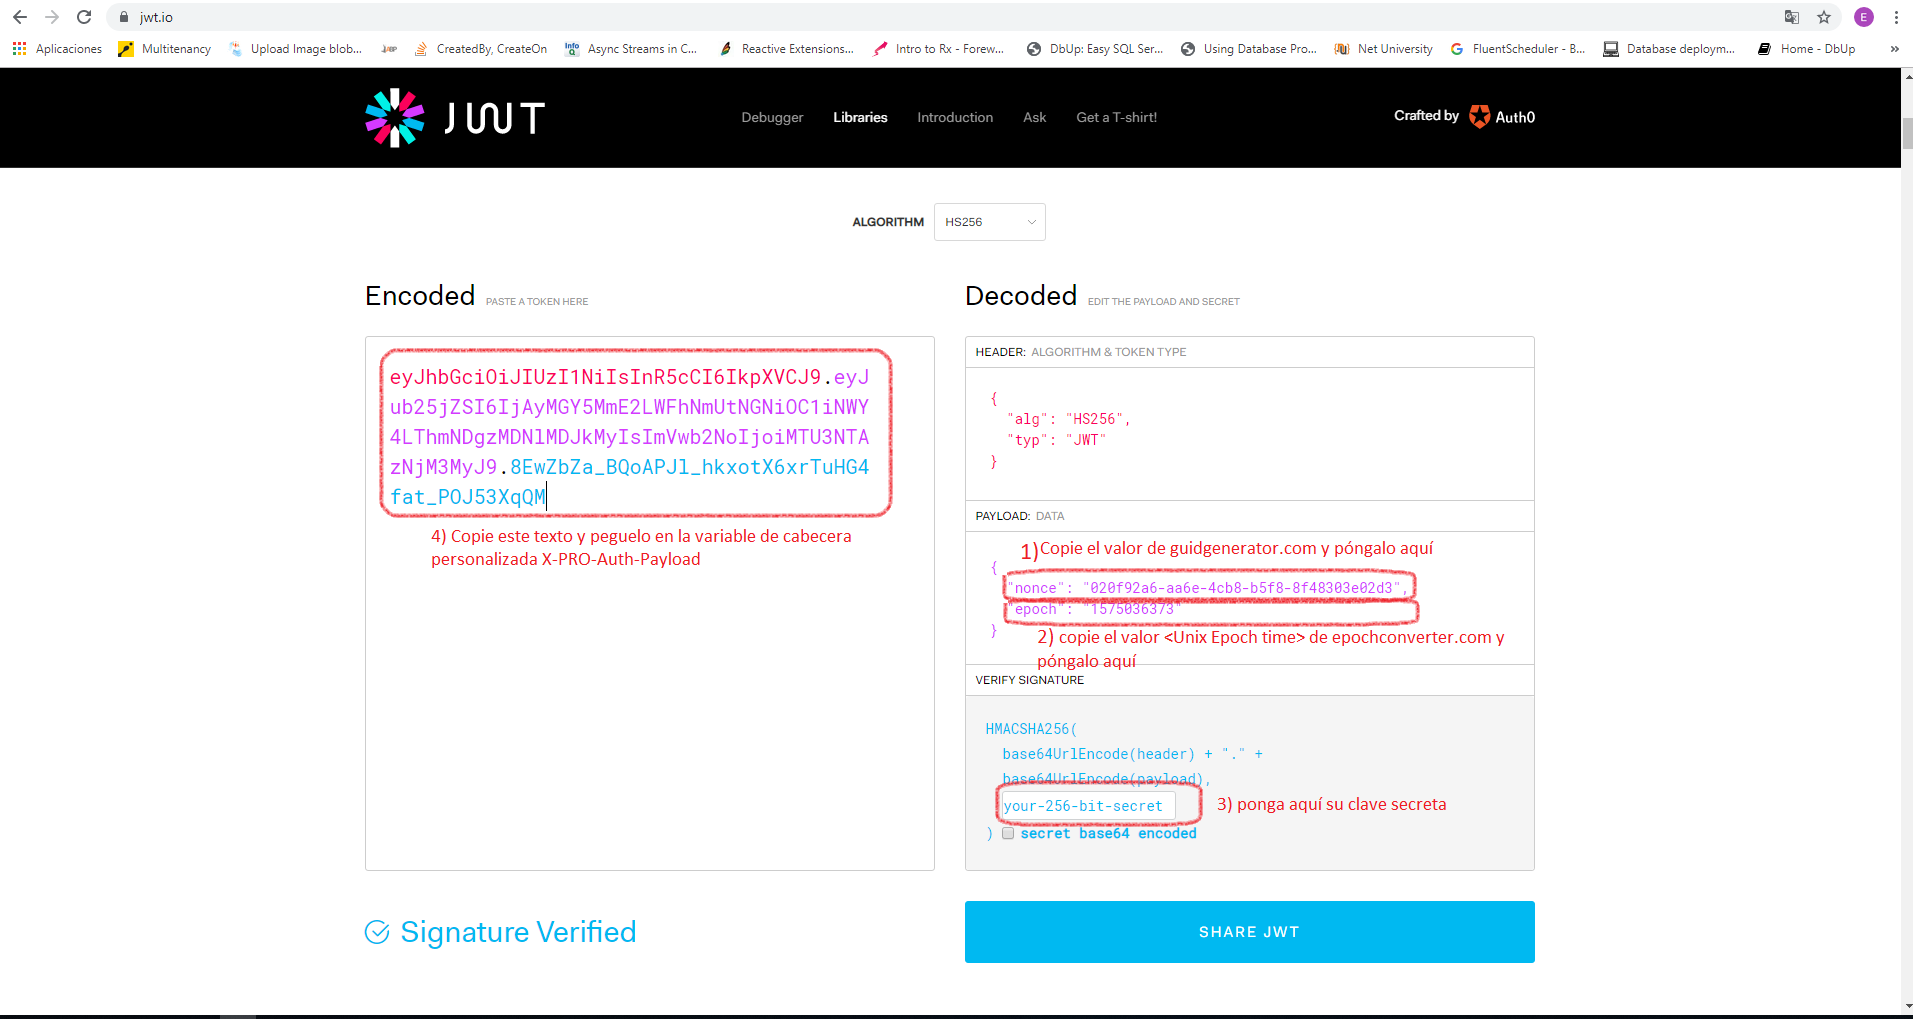 jwt.io
E
Aplicaciones
Multitenancy
Upload Image blob...
CreatedBy, CreateOn
Async Streams in C...
Reactive Extensions...
Intro to Rx - Forew...
DbUp: Easy SQL Ser...
Using Database Pro...
Net University
FluentScheduler - B...
Database deploym...
Home - DbUp
»
JWT
Debugger
Libraries
Introduction
Ask
Get a T-shirt!
Crafted by
Auth0
ALGORITHM
HS256
Encoded PASTE A TOKEN HERE
eyJhbGciOiJIUzI1NiIsInR5cCI6IkpXVCJ9.eyJ
ub25jZSI6IjAyMGY5MmE2LWFhNmUtNGNiOC1iNWY
4LThmNDgzMDNlMDJkMyIsImVwb2NoIjoiMTU3NTA
zNjM3MyJ9.8EwZbZa_BQoAPJl_hkxotX6xrTuHG4
fat_POJ53XqQM
4) Copie este texto y peguelo en la variable de cabecera
personalizada X-PRO-Auth-Payload
Signature Verified
Decoded EDIT THE PAYLOAD AND SECRET
HEADER: ALGORITHM & TOKEN TYPE
{
"alg": "HS256",
"typ": "JWT"
}
PAYLOAD: DATA
1)Copie el valor de guidgenerator.com y póngalo aquí
{
"nonce": "020f92a6-aa6e-4cb8-b5f8-8f48303e02d3",
"epoch": "1575036373"
}
2) copie el valor <Unix Epoch time> de epochconverter.com y
póngalo aquí
VERIFY SIGNATURE
HMACSHA256(
base64UrlEncode(header) + "." +
base64UrlEncode(payload),
your-256-bit-secret
3) ponga aquí su clave secreta
) secret base64 encoded
SHARE JWT